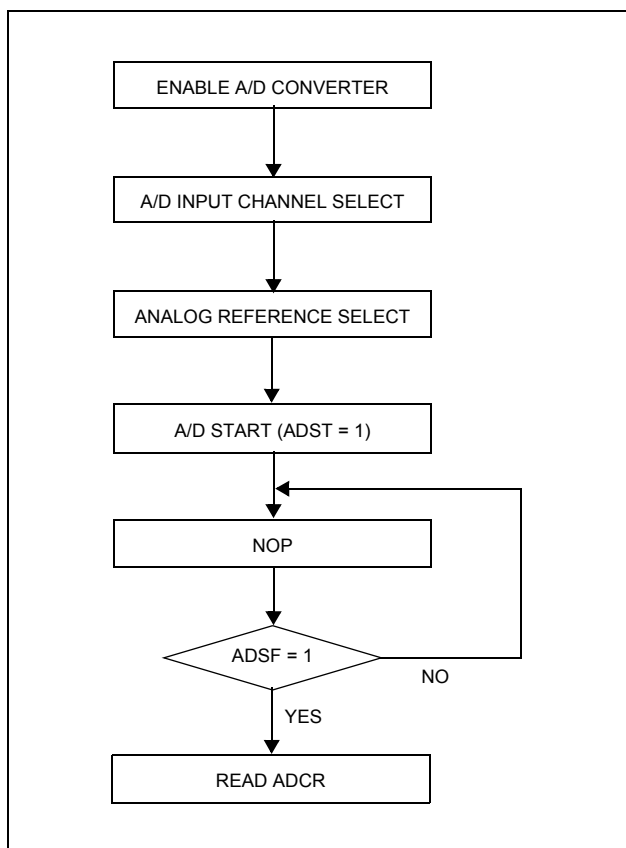 ENABLE A/D CONVERTER
A/D INPUT CHANNEL SELECT
ANALOG REFERENCE SELECT
A/D START (ADST = 1)
NOP
ADSF = 1
NO
YES
READ ADCR